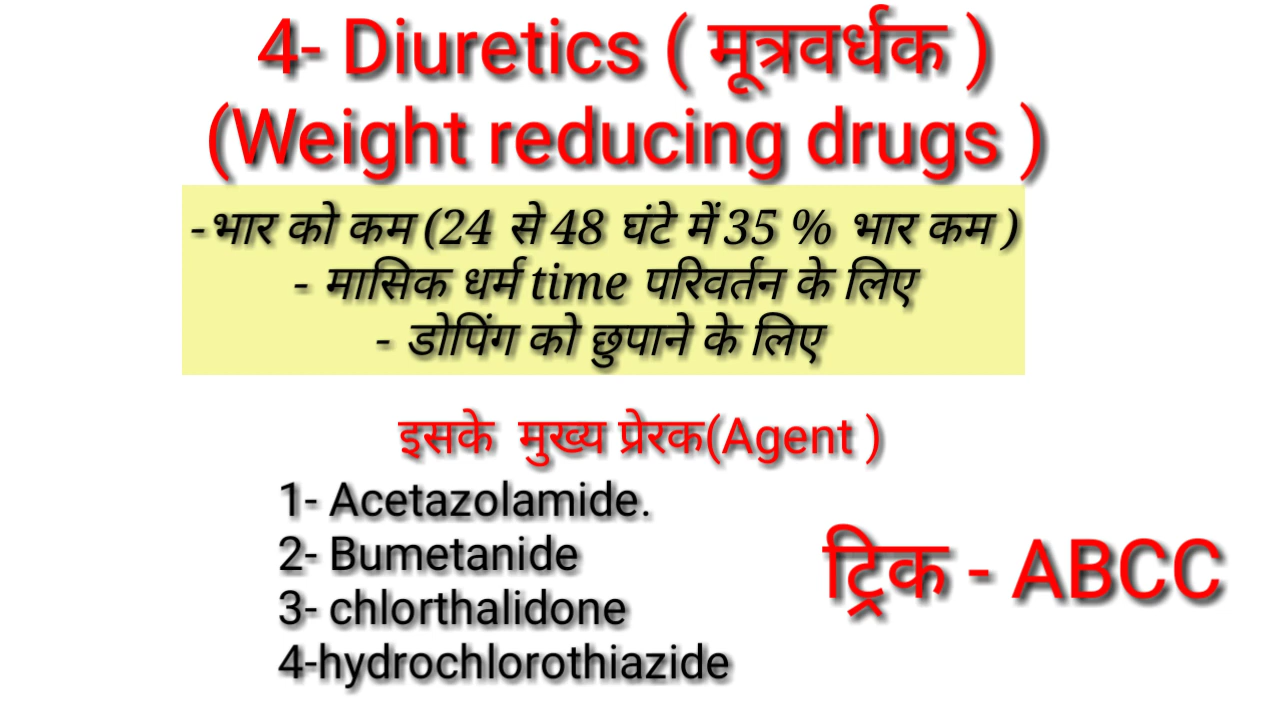 4- Diuretics ( मूत्रवर्धक )
(Weight reducing drugs )
-भार को कम (24 से 48 घंटे में 35 % भार कम )
- मासिक धर्म time परिवर्तन के लिए
- डोपिंग को छुपाने के लिए
इसके मुख्य प्रेरक(Agent )
1- Acetazolamide.
2- Bumetanide
3- chlorthalidone
4-hydrochlorothiazide
ट्रिक - ABCC